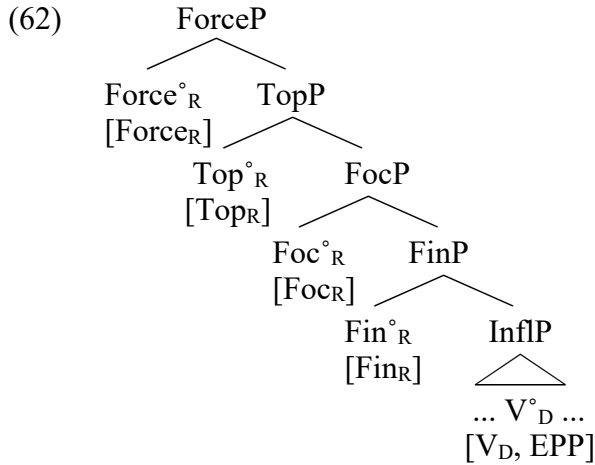 (62) ForceP
Force°R TopP
[ForceR]
Top°R FocP
[TopR]
Foc°R FinP
[FocR]
Fin°R InflP
[FinR]
... V°D ...
[VD, EPP]